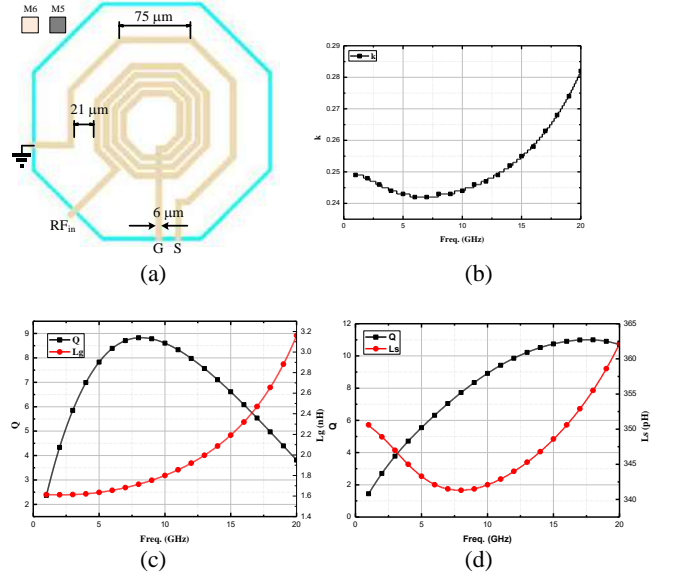 M6 M5
75 μm
21 μm
RFin
6 μm
G S
(a)
k
0.29
0.28
0.27
0.26
0.25
0.24
k
0 5 10 15 20
Freq. (GHz)
(b)
Q
Lg
9
8
7
6
5
4
3
2
Q
3.2
3.0
2.8
2.6
2.4
2.2
2.0
1.8
1.6
1.4
Lg (nH)
0 5 10 15 20
Freq. (GHz)
(c)
Q
Ls
12
10
8
6
4
2
0
Q
365
360
355
350
345
340
Ls (pH)
0 5 10 15 20
Freq. (GHz)
(d)